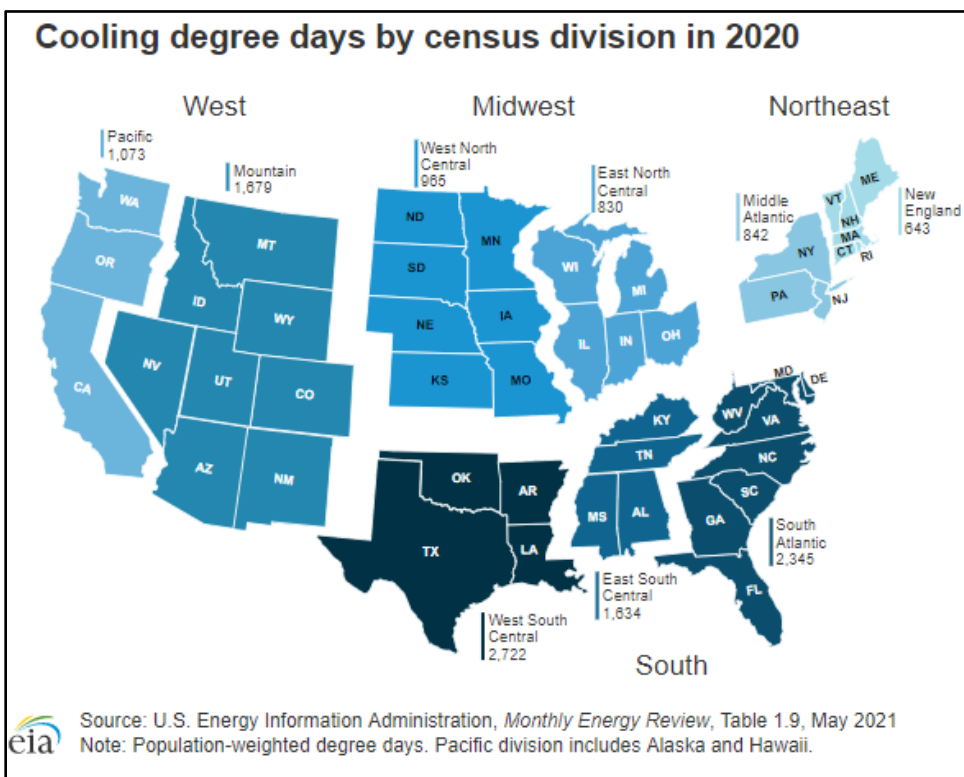 Cooling degree days by census division in 2020
West
Midwest
Northeast
Pacific
1,073
Mountain
1,679
West North
Central
965
East North
Central
830
Middle
Atlantic
842
New
England
643
WA
OR
CA
MT
ID
WY
NV
UT
CO
AZ
NM
ND
MN
SD
NE
IA
KS
MO
WI
MI
IL
IN
OH
ME
VT
NH
MA
CT
RI
NY
PA
NJ
OK
AR
TX
LA
KY
TN
MS
AL
MD
DE
WV
VA
NC
SC
GA
FL
South
Atlantic
2,345
East South
Central
1,634
West South
Central
2,722
South
eia
Source: U.S. Energy Information Administration, Monthly Energy Review, Table 1.9, May 2021
Note: Population-weighted degree days. Pacific division includes Alaska and Hawaii.